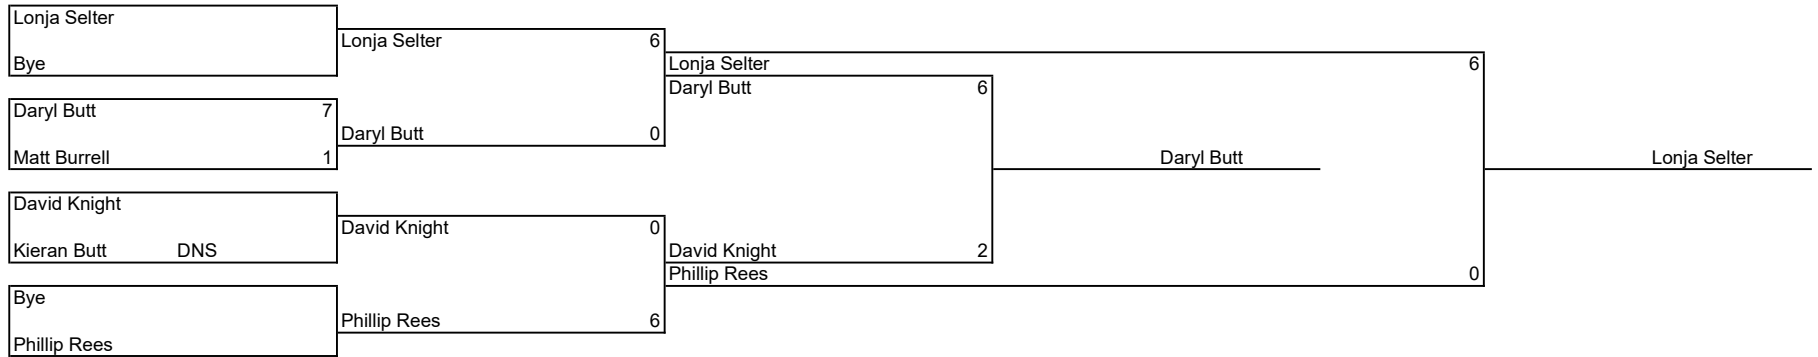 Lonja Selter
Lonja Selter 6
Bye
Lonja Selter 6
Daryl Butt 6
Daryl Butt 7
Daryl Butt 0
Matt Burrell 1
Daryl Butt
Lonja Selter
David Knight
David Knight 0
Kieran Butt DNS
David Knight 2
Phillip Rees 0
Bye
Phillip Rees 6
Phillip Rees